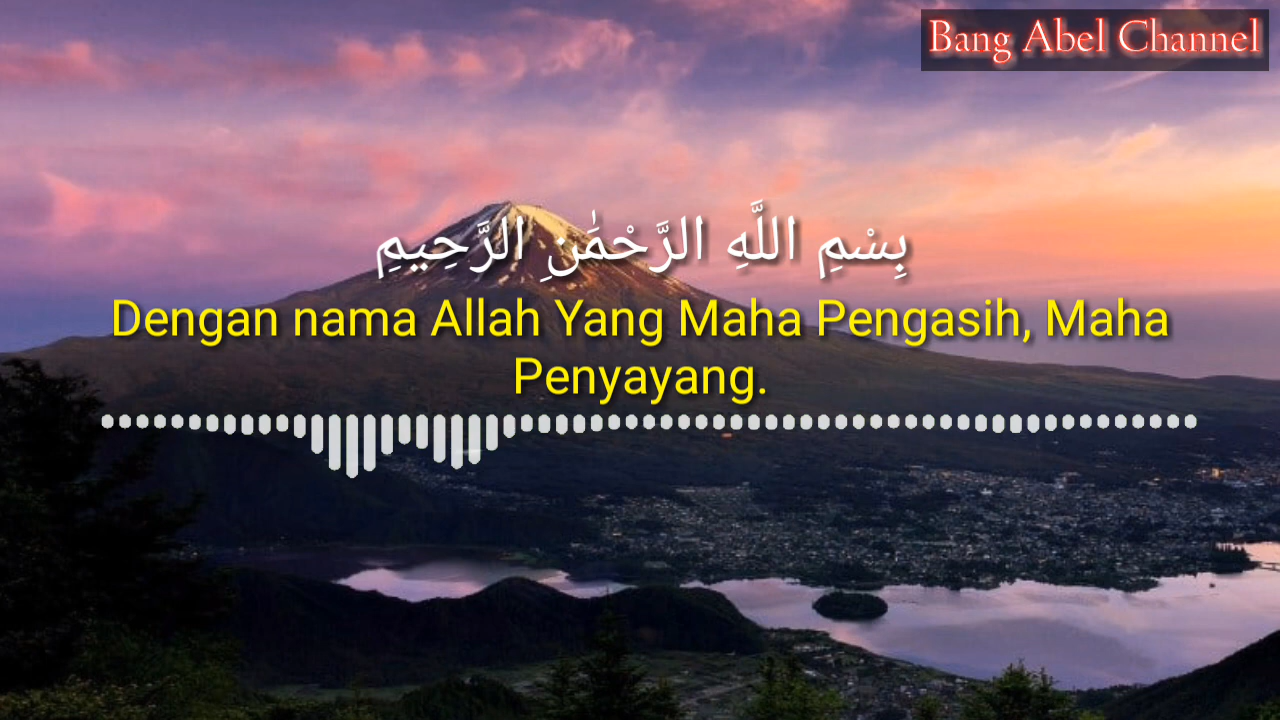 Bang Abel Channel
بِسْمِ اللَّهِ الرَّحْمَٰنِ الرَّحِيمِ
Dengan nama Allah Yang Maha Pengasih, Maha
Penyayang.